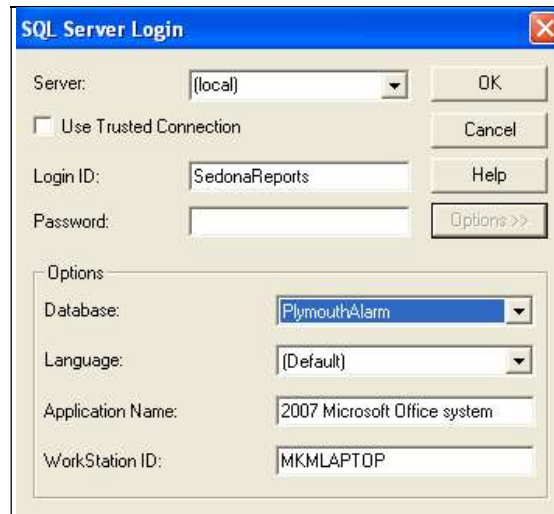 SQL Server Login
Server: (local) OK
Use Trusted Connection Cancel
Login ID: SedonaReports Help
Password: Options >>
Options
Database: PlymouthAlarm
Language: (Default)
Application Name: 2007 Microsoft Office system
WorkStation ID: MKMLAPTOP